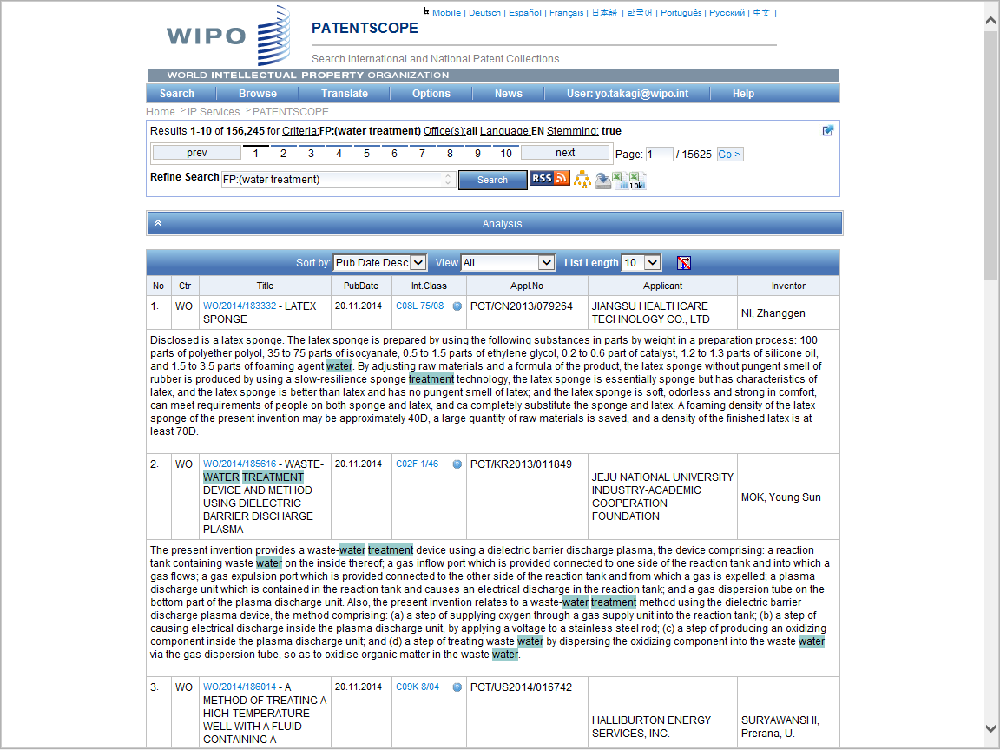 Mobile | Deutsch | Español | Français | 日本語 | 한국어 | Português | Русский | 中文 |
WIPO
PATENTSCOPE
Search International and National Patent Collections
WORLD INTELLECTUAL PROPERTY ORGANIZATION
Search Browse Translate Options News User: yo.takagi@wipo.int Help
Home > IP Services > PATENTSCOPE
Results 1-10 of 156,245 for Criteria:FP:(water treatment) Office(s):all Language:EN Stemming: true
prev 1 2 3 4 5 6 7 8 9 10 next Page: 1 / 15625 Go >
Refine Search FP:(water treatment) Search RSS 10k
Analysis
Sort by: Pub Date Desc View All List Length 10
No Ctr Title PubDate Int.Class Appl.No Applicant Inventor
1. WO WO/2014/183332 - LATEX SPONGE 20.11.2014 C08L 75/08 ? PCT/CN2013/079264 JIANGSU HEALTHCARE TECHNOLOGY CO., LTD NI, Zhanggen
Disclosed is a latex sponge. The latex sponge is prepared by using the following substances in parts by weight in a preparation process: 100
parts of polyether polyol, 35 to 75 parts of isocyanate, 0.5 to 1.5 parts of ethylene glycol, 0.2 to 0.6 part of catalyst, 1.2 to 1.3 parts of silicone oil,
and 1.5 to 3.5 parts of foaming agent water. By adjusting raw materials and a formula of the product, the latex sponge without pungent smell of
rubber is produced by using a slow-resilience sponge treatment technology, the latex sponge is essentially sponge but has characteristics of
latex, and the latex sponge is better than latex and has no pungent smell of latex; and the latex sponge is soft, odorless and strong in comfort,
can meet requirements of people on both sponge and latex, and ca completely substitute the sponge and latex. A foaming density of the latex
sponge of the present invention may be approximately 40D, a large quantity of raw materials is saved, and a density of the finished latex is at
least 70D.
2. WO WO/2014/185616 - WASTE-
WATER TREATMENT
DEVICE AND METHOD
USING DIELECTRIC
BARRIER DISCHARGE
PLASMA
20.11.2014 C02F 1/46 ? PCT/KR2013/011849
JEJU NATIONAL UNIVERSITY
INDUSTRY-ACADEMIC
COOPERATION
FOUNDATION
MOK, Young Sun
The present invention provides a waste-water treatment device using a dielectric barrier discharge plasma, the device comprising: a reaction
tank containing waste water on the inside thereof; a gas inflow port which is provided connected to one side of the reaction tank and into which a
gas flows; a gas expulsion port which is provided connected to the other side of the reaction tank and from which a gas is expelled; a plasma
discharge unit which is contained in the reaction tank and causes an electrical discharge in the reaction tank; and a gas dispersion tube on the
bottom part of the plasma discharge unit. Also, the present invention relates to a waste-water treatment method using the dielectric barrier
discharge plasma device, the method comprising: (a) a step of supplying oxygen through a gas supply unit into the reaction tank; (b) a step of
causing electrical discharge inside the plasma discharge unit, by applying a voltage to a stainless steel rod; (c) a step of producing an oxidizing
component inside the plasma discharge unit; and (d) a step of treating waste water by dispersing the oxidizing component into the waste water
via the gas dispersion tube, so as to oxidise organic matter in the waste water.
3. WO WO/2014/186014 - A
METHOD OF TREATING A
HIGH-TEMPERATURE
WELL WITH A FLUID
CONTAINING A
20.11.2014 C09K 8/04 ? PCT/US2014/016742
HALLIBURTON ENERGY
SERVICES, INC.
SURYAWANSHI,
Prerana, U.